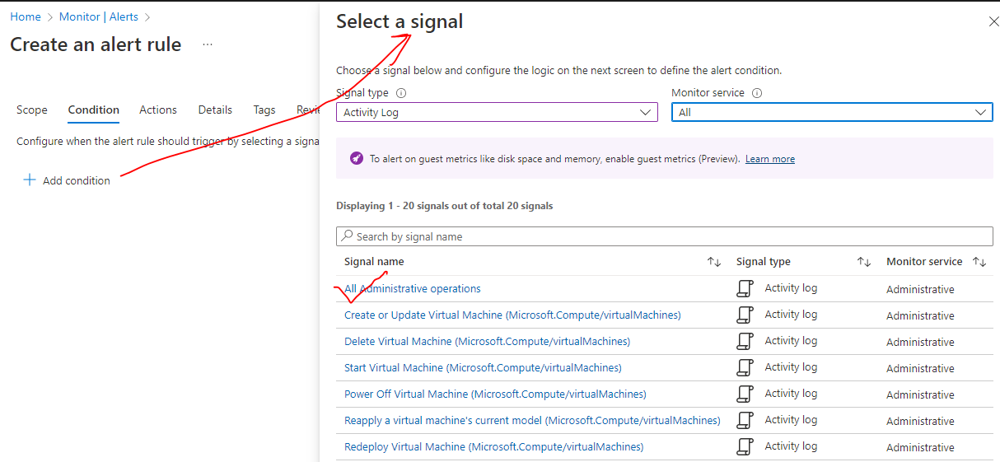 Home > Monitor | Alerts >
Create an alert rule ...
Scope Condition Actions Details Tags Revie
Configure when the alert rule should trigger by selecting a signa
Add condition
Select a signal
Choose a signal below and configure the logic on the next screen to define the alert condition.
Signal type
Monitor service
Activity Log
All
To alert on guest metrics like disk space and memory, enable guest metrics (Preview). Learn more
Displaying 1 - 20 signals out of total 20 signals
Search by signal name
Signal name Signal type Monitor service
All Administrative operations Activity log Administrative
Create or Update Virtual Machine (Microsoft.Compute/virtualMachines) Activity log Administrative
Delete Virtual Machine (Microsoft.Compute/virtualMachines) Activity log Administrative
Start Virtual Machine (Microsoft.Compute/virtualMachines) Activity log Administrative
Power Off Virtual Machine (Microsoft.Compute/virtualMachines) Activity log Administrative
Reapply a virtual machine's current model (Microsoft.Compute/virtualMachines) Activity log Administrative
Redeploy Virtual Machine (Microsoft.Compute/virtualMachines) Activity log Administrative